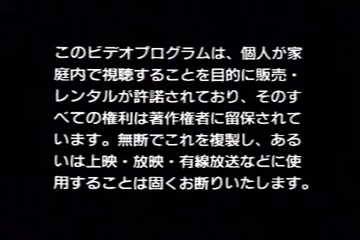 このビデオプログラムは、個人が家
庭内で視聴することを目的に販売・
レンタルが許諾されており、そのす
べての権利は著作権者に留保されて
います。無断でこれを複製し、ある
いは上映・放映・有線放送などに使
用することは固くお断りいたします。